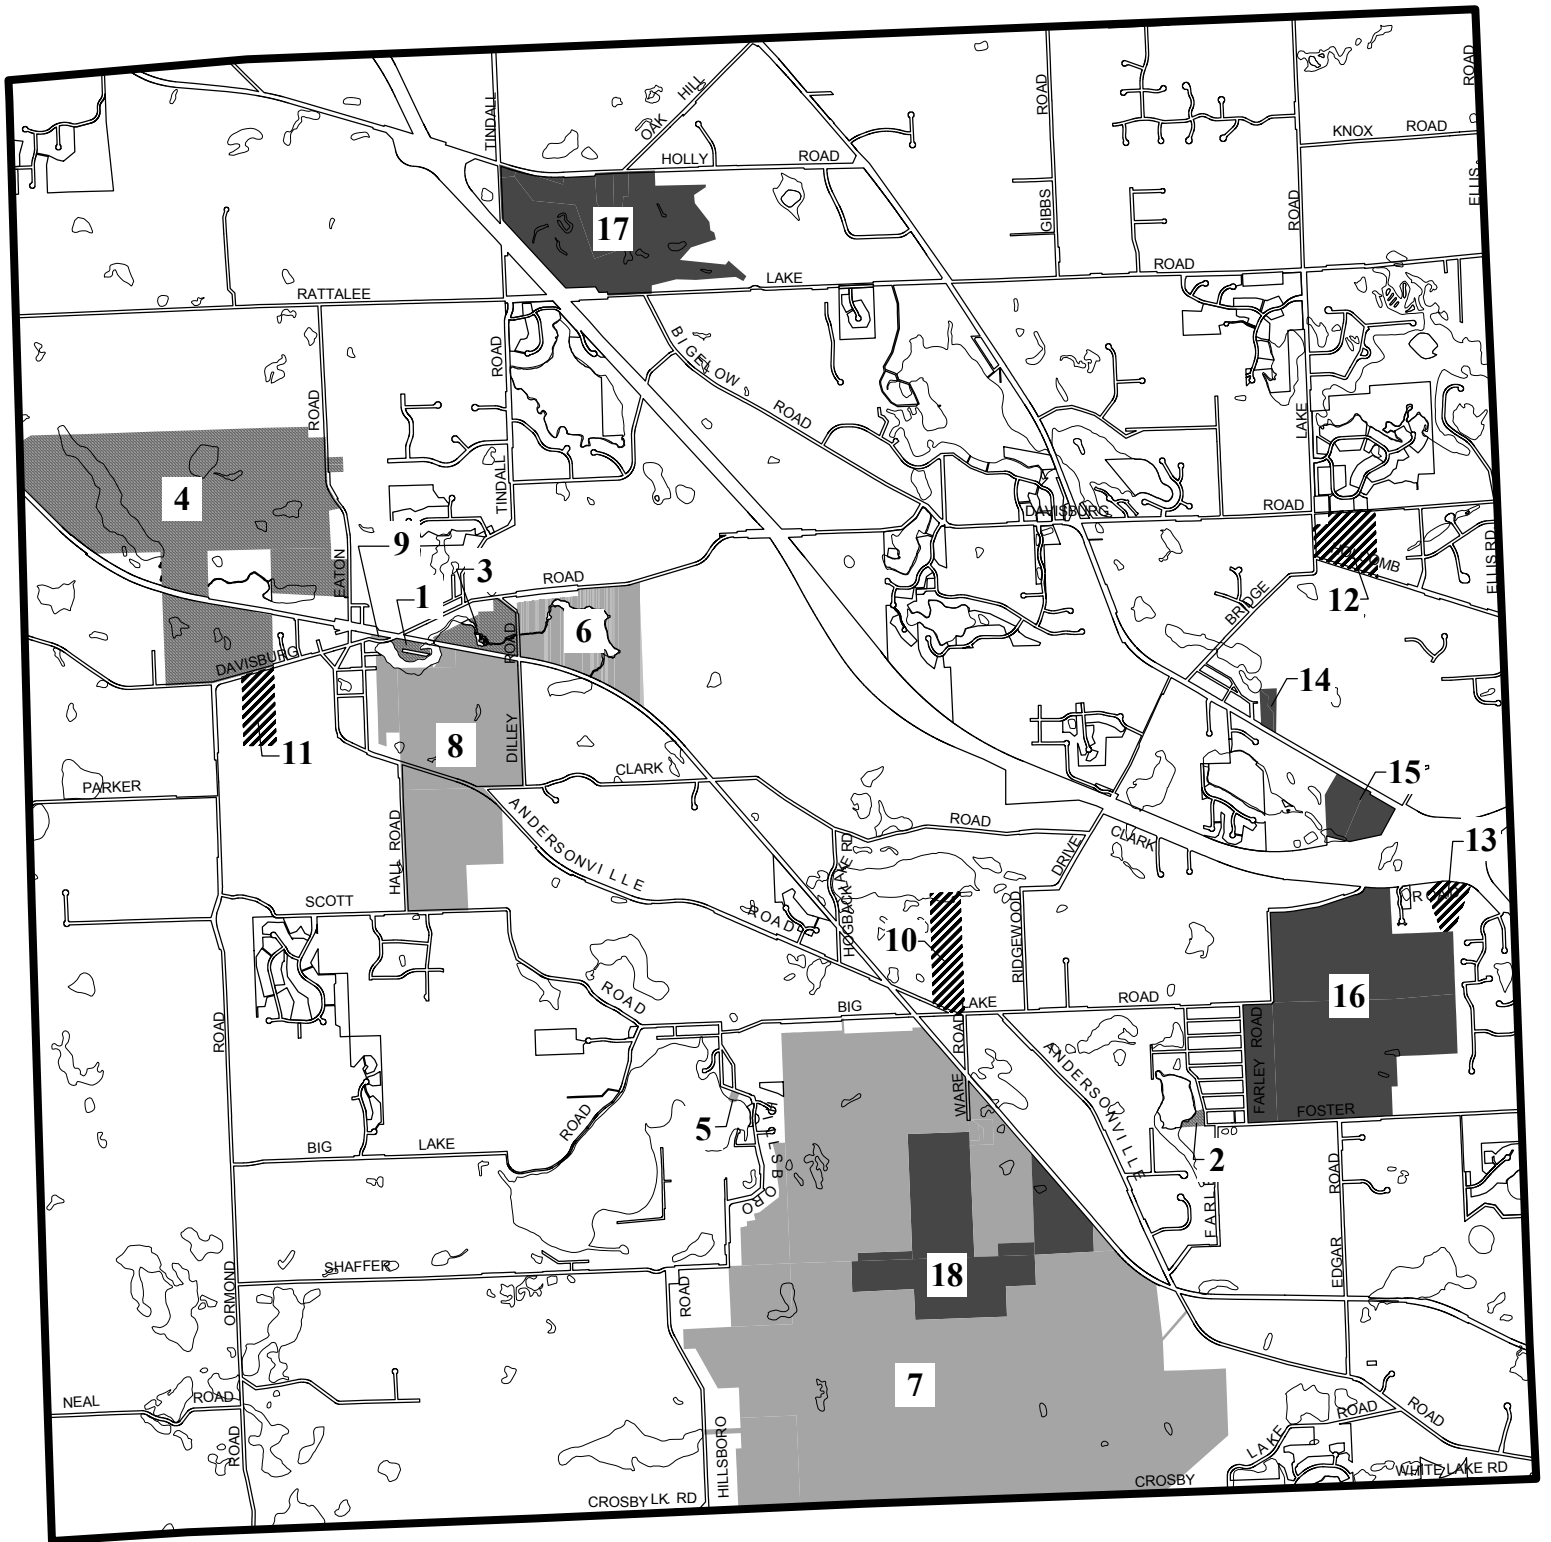 ROAD
KNOX ROAD
OAK HILL
TINDALL
HOLLY ROAD
ROAD
GIBBS
ROAD
ELLIS
17
LAKE ROAD
RATTALEE
BIGELOW ROAD
ROAD
TINDALL
ROAD
LAKE
4
DAVISBURG ROAD
9
3
ROAD
EATON
1
6
ROAD
DILLEY
DAVISBURG
12
BRIDGE
ELLIS RD
14
8
11
PARKER
CLARK
ROAD
15
CLARK
13
DRIVE
HALL ROAD
ANDERSONVILLE
ROAD
HOGBACK LAKE RD
SCOTT
ROAD
10
RIDGEWOOD
16
BIG LAKE ROAD
ROAD
WARE ROAD
FARLEY ROAD
FOSTER
ANDERSONVILLE
5
2
BIG LAKE
ROAD
ROAD
EDGAR
SHAFFER
ORMOND
ROAD
18
7
NEAL ROAD
ROAD
HILLSBORO
CROSBY LK. RD
CROSBY
LAKE
ROAD
ROAD
WHITE LAKE RD